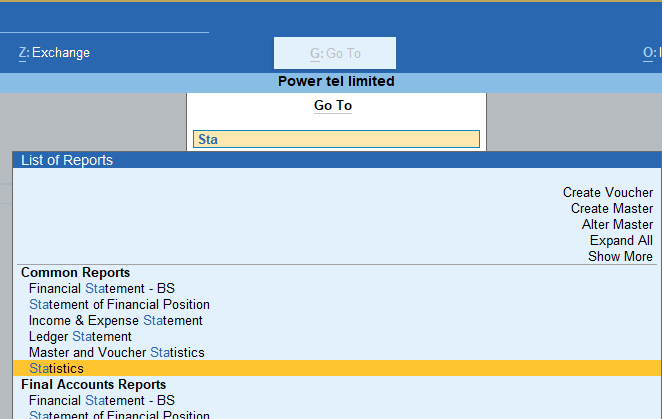 Z: Exchange
G: Go To
O:
Power tel limited
Go To
Sta
List of Reports
Create Voucher
Create Master
Alter Master
Expand All
Show More
Common Reports
Financial Statement - BS
Statement of Financial Position
Income & Expense Statement
Ledger Statement
Master and Voucher Statistics
Statistics
Final Accounts Reports
Financial Statement - BS
Statement of Financial Position